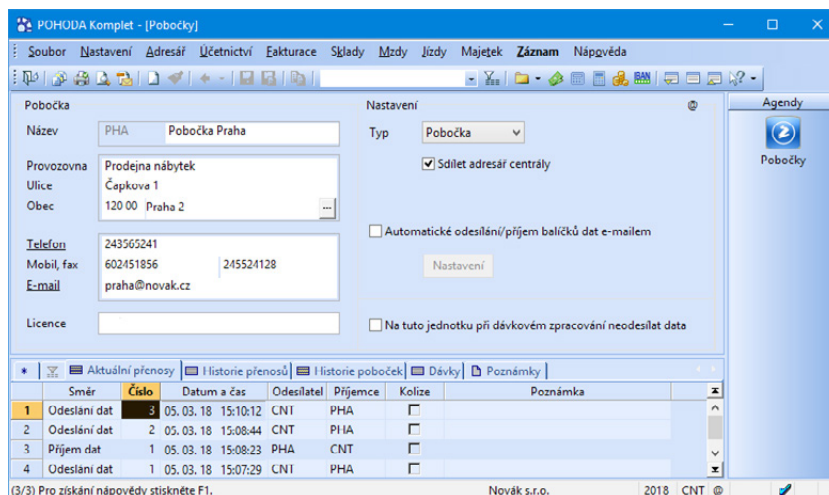 POHODA Komplet - [Pobočky]
Soubor Nastavení Adresář Účetnictví Fakturace Sklady Mzdy Jízdy Majetek Záznam Nápověda
Pobočka
Název PHA Pobočka Praha
Provozovna Prodejna nábytek
Ulice Čapkova 1
Obec 120 00 Praha 2 ...
Telefon 243565241
Mobil, fax 602451856 245524128
E-mail praha@novak.cz
Licence
Nastavení @
Typ Pobočka
Sdílet adresář centrály
Automatické odesílání/příjem balíčků dat e-mailem
Nastavení
Na tuto jednotku při dávkovém zpracování neodesílat data
Agendy
2
Pobočky
* Aktuální přenosy Historie přenosů Historie poboček Dávky Poznámky
Směr Číslo Datum a čas Odesílatel Příjemce Kolize Poznámka
1 Odeslání dat 3 05. 03. 18 15:10:12 CNT PHA
2 Odeslání dat 2 05. 03. 18 15:08:44 CNT PHA
3 Příjem dat 1 05. 03. 18 15:08:23 PHA CNT
4 Odeslání dat 1 05. 03. 18 15:07:29 CNT PHA
(3/3) Pro získání nápovědy stiskněte F1. Novák s.r.o. 2018 CNT @